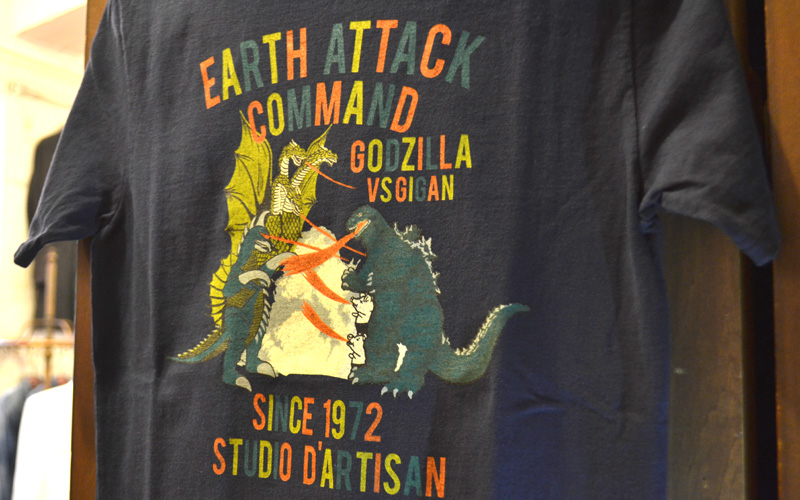 EARTH ATTACK
COMMAND
GODZILLA
VS GIGAN
SINCE 1972
STUDIO D'ARTISAN